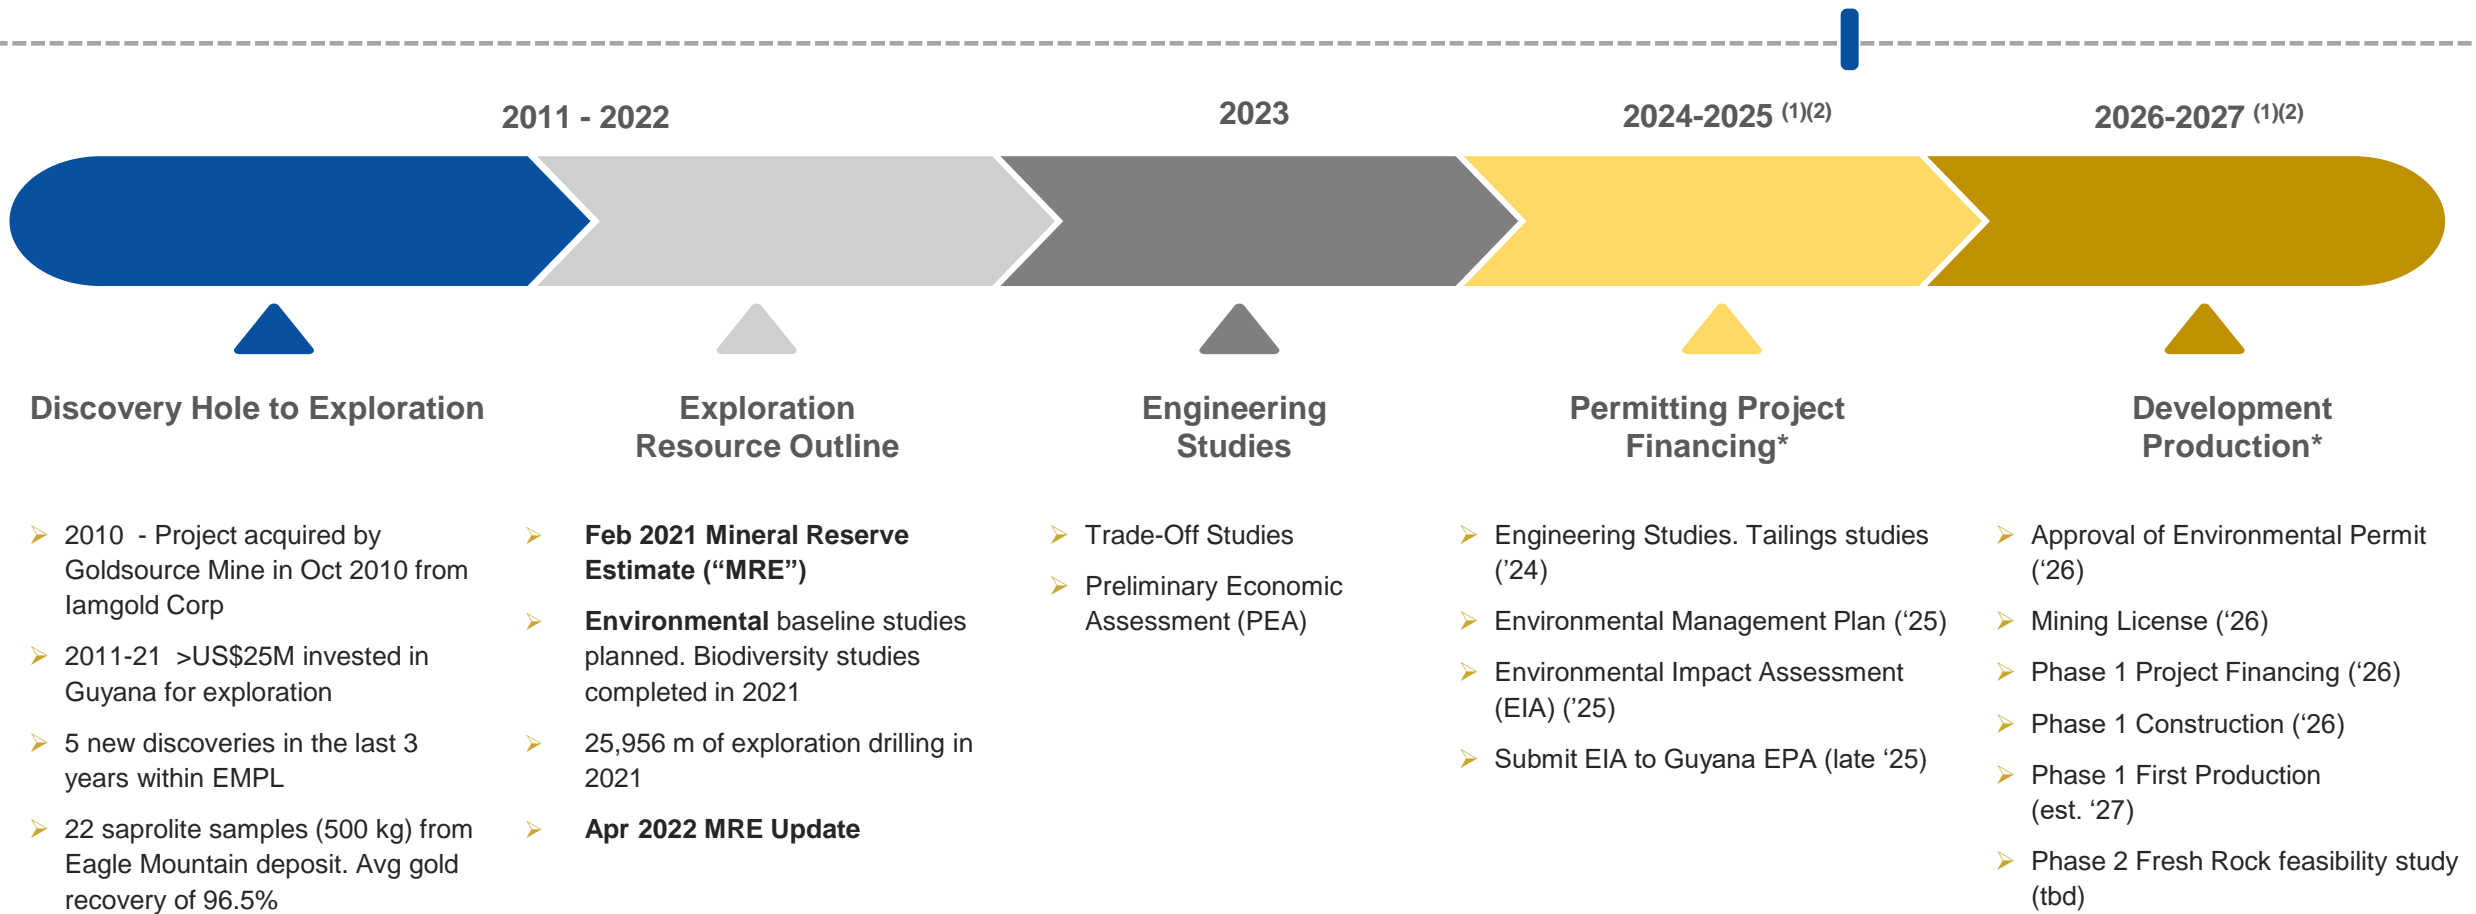 2011 - 2022
2023
2024-2025 (1)(2)
2026-2027 (1)(2)
Discovery Hole to Exploration
➢ 2010 - Project acquired by
Goldsource Mine in Oct 2010 from
Iamgold Corp
➢ 2011-21 >US$25M invested in
Guyana for exploration
➢ 5 new discoveries in the last 3
years within EMPL
➢ 22 saprolite samples (500 kg) from
Eagle Mountain deposit. Avg gold
recovery of 96.5%
Exploration
Resource Outline
➢ Feb 2021 Mineral Reserve
Estimate (“MRE”)
➢ Environmental baseline studies
planned. Biodiversity studies
completed in 2021
➢ 25,956 m of exploration drilling in
2021
➢ Apr 2022 MRE Update
Engineering
Studies
➢ Trade-Off Studies
➢ Preliminary Economic
Assessment (PEA)
Permitting Project
Financing*
➢ Engineering Studies. Tailings studies
(’24)
➢ Environmental Management Plan (‘25)
➢ Environmental Impact Assessment
(EIA) (’25)
➢ Submit EIA to Guyana EPA (late ‘25)
Development
Production*
➢ Approval of Environmental Permit
(‘26)
➢ Mining License (‘26)
➢ Phase 1 Project Financing (‘26)
➢ Phase 1 Construction (‘26)
➢ Phase 1 First Production
(est. ‘27)
➢ Phase 2 Fresh Rock feasibility study
(tbd)